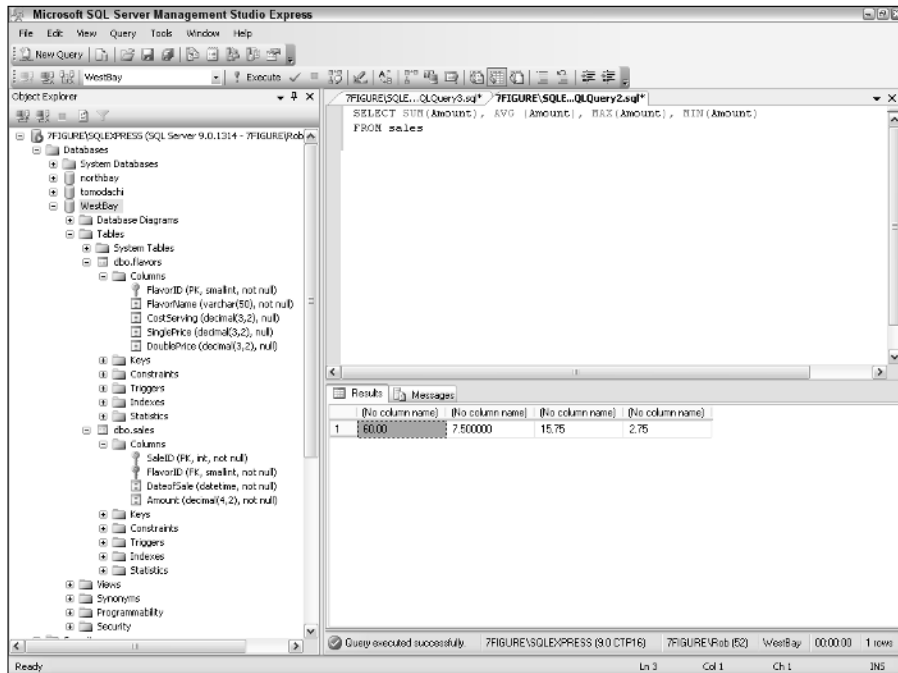 Microsoft SQL Server Management Studio Express
File Edit View Query Tools Window Help
New Query
WestBay Execute
Object Explorer
7FIGURE\SQLEXPRESS (SQL Server 9.0.1314 - 7FIGURE\Rob
Databases
System Databases
northbay
tomodachi
WestBay
Database Diagrams
Tables
System Tables
dbo.flavors
Columns
FlavorID (PK, smallint, not null)
FlavorName (varchar(50), not null)
CostServing (decimal(3,2), null)
SinglePrice (decimal(3,2), null)
DoublePrice (decimal(3,2), null)
Keys
Constraints
Triggers
Indexes
Statistics
dbo.sales
Columns
SaleID (PK, int, not null)
FlavorID (FK, smallint, not null)
DateofSale (datetime, not null)
Amount (decimal(4,2), not null)
Keys
Constraints
Triggers
Indexes
Statistics
Views
Synonyms
Programmability
Security
7FIGURE\SQLE...QLQuery3.sql* 7FIGURE\SQLE...QLQuery2.sql*
SELECT SUM(Amount), AVG (Amount), MAX(Amount), MIN(Amount)
FROM sales
Results Messages
(No column name) (No column name) (No column name) (No column name)
1 60.00 7.500000 15.75 2.75
Query executed successfully. 7FIGURE\SQLEXPRESS (9.0 CTP16) 7FIGURE\Rob (52) WestBay 00:00:00 1 rows
Ready Ln 3 Col 1 Ch 1 INS